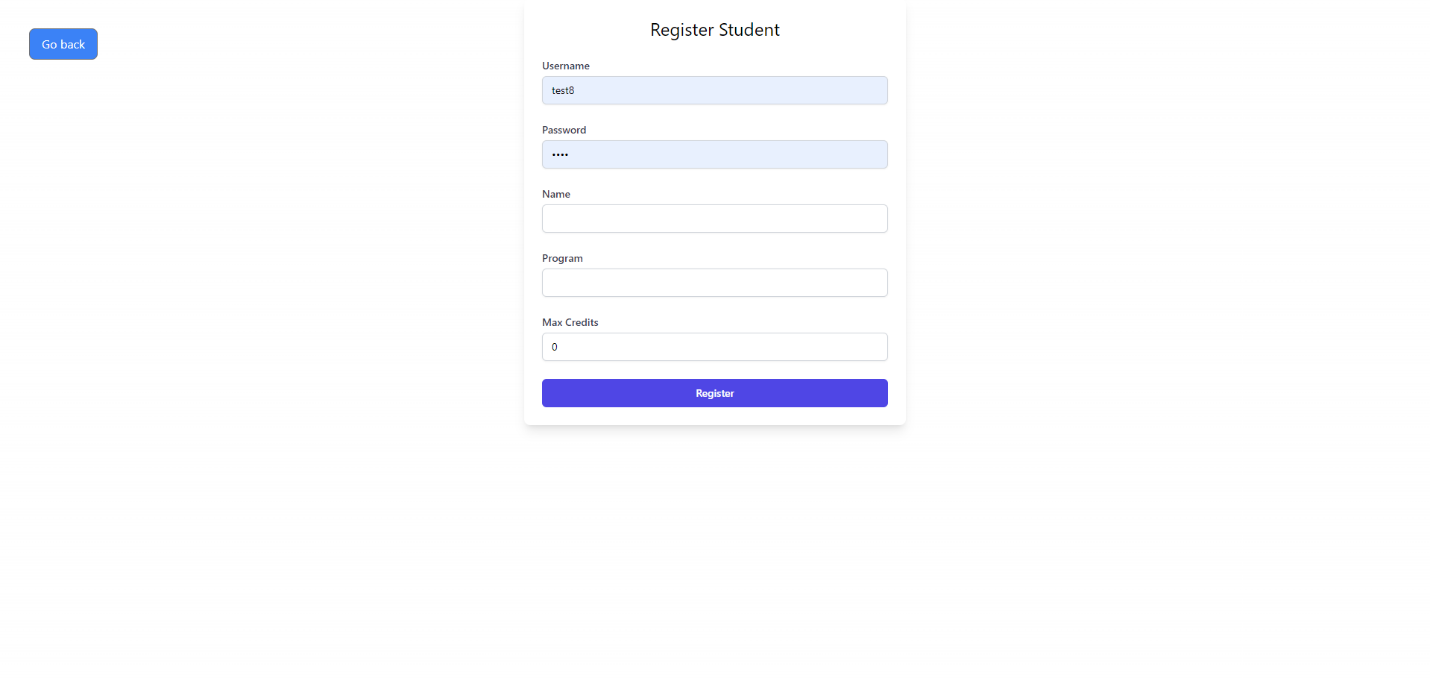 Register Student
Go back
Username
test8
Password
••••
Name
Program
Max Credits
0
Register